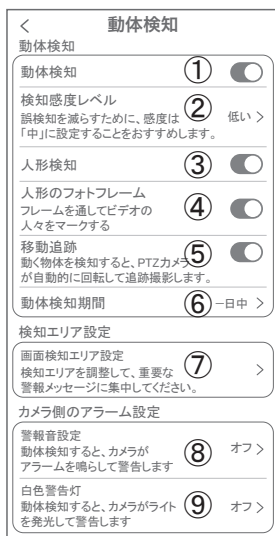 < 動体検知
動体検知
動体検知 ①
検知感度レベル ② 低い >
誤検知を減らすために、感度は
「中」に設定することをおすすめします。
人形検知 ③
人形のフォトフレーム ④
フレームを通してビデオの
人々をマークする
移動追跡 ⑤
動く物体を検知すると、PTZカメラ
が自動的に回転して追跡撮影します。
動体検知期間 ⑥ 一日中 >
検知エリア設定
画面検知エリア設定 ⑦ >
検知エリアを調整して、重要な
警報メッセージに集中してください。
カメラ側のアラーム設定
警報音設定 ⑧ オフ >
動体検知すると、カメラが
アラームを鳴らして警告します
白色警告灯 ⑨ オフ >
動体検知すると、カメラがライト
を発光して警告します